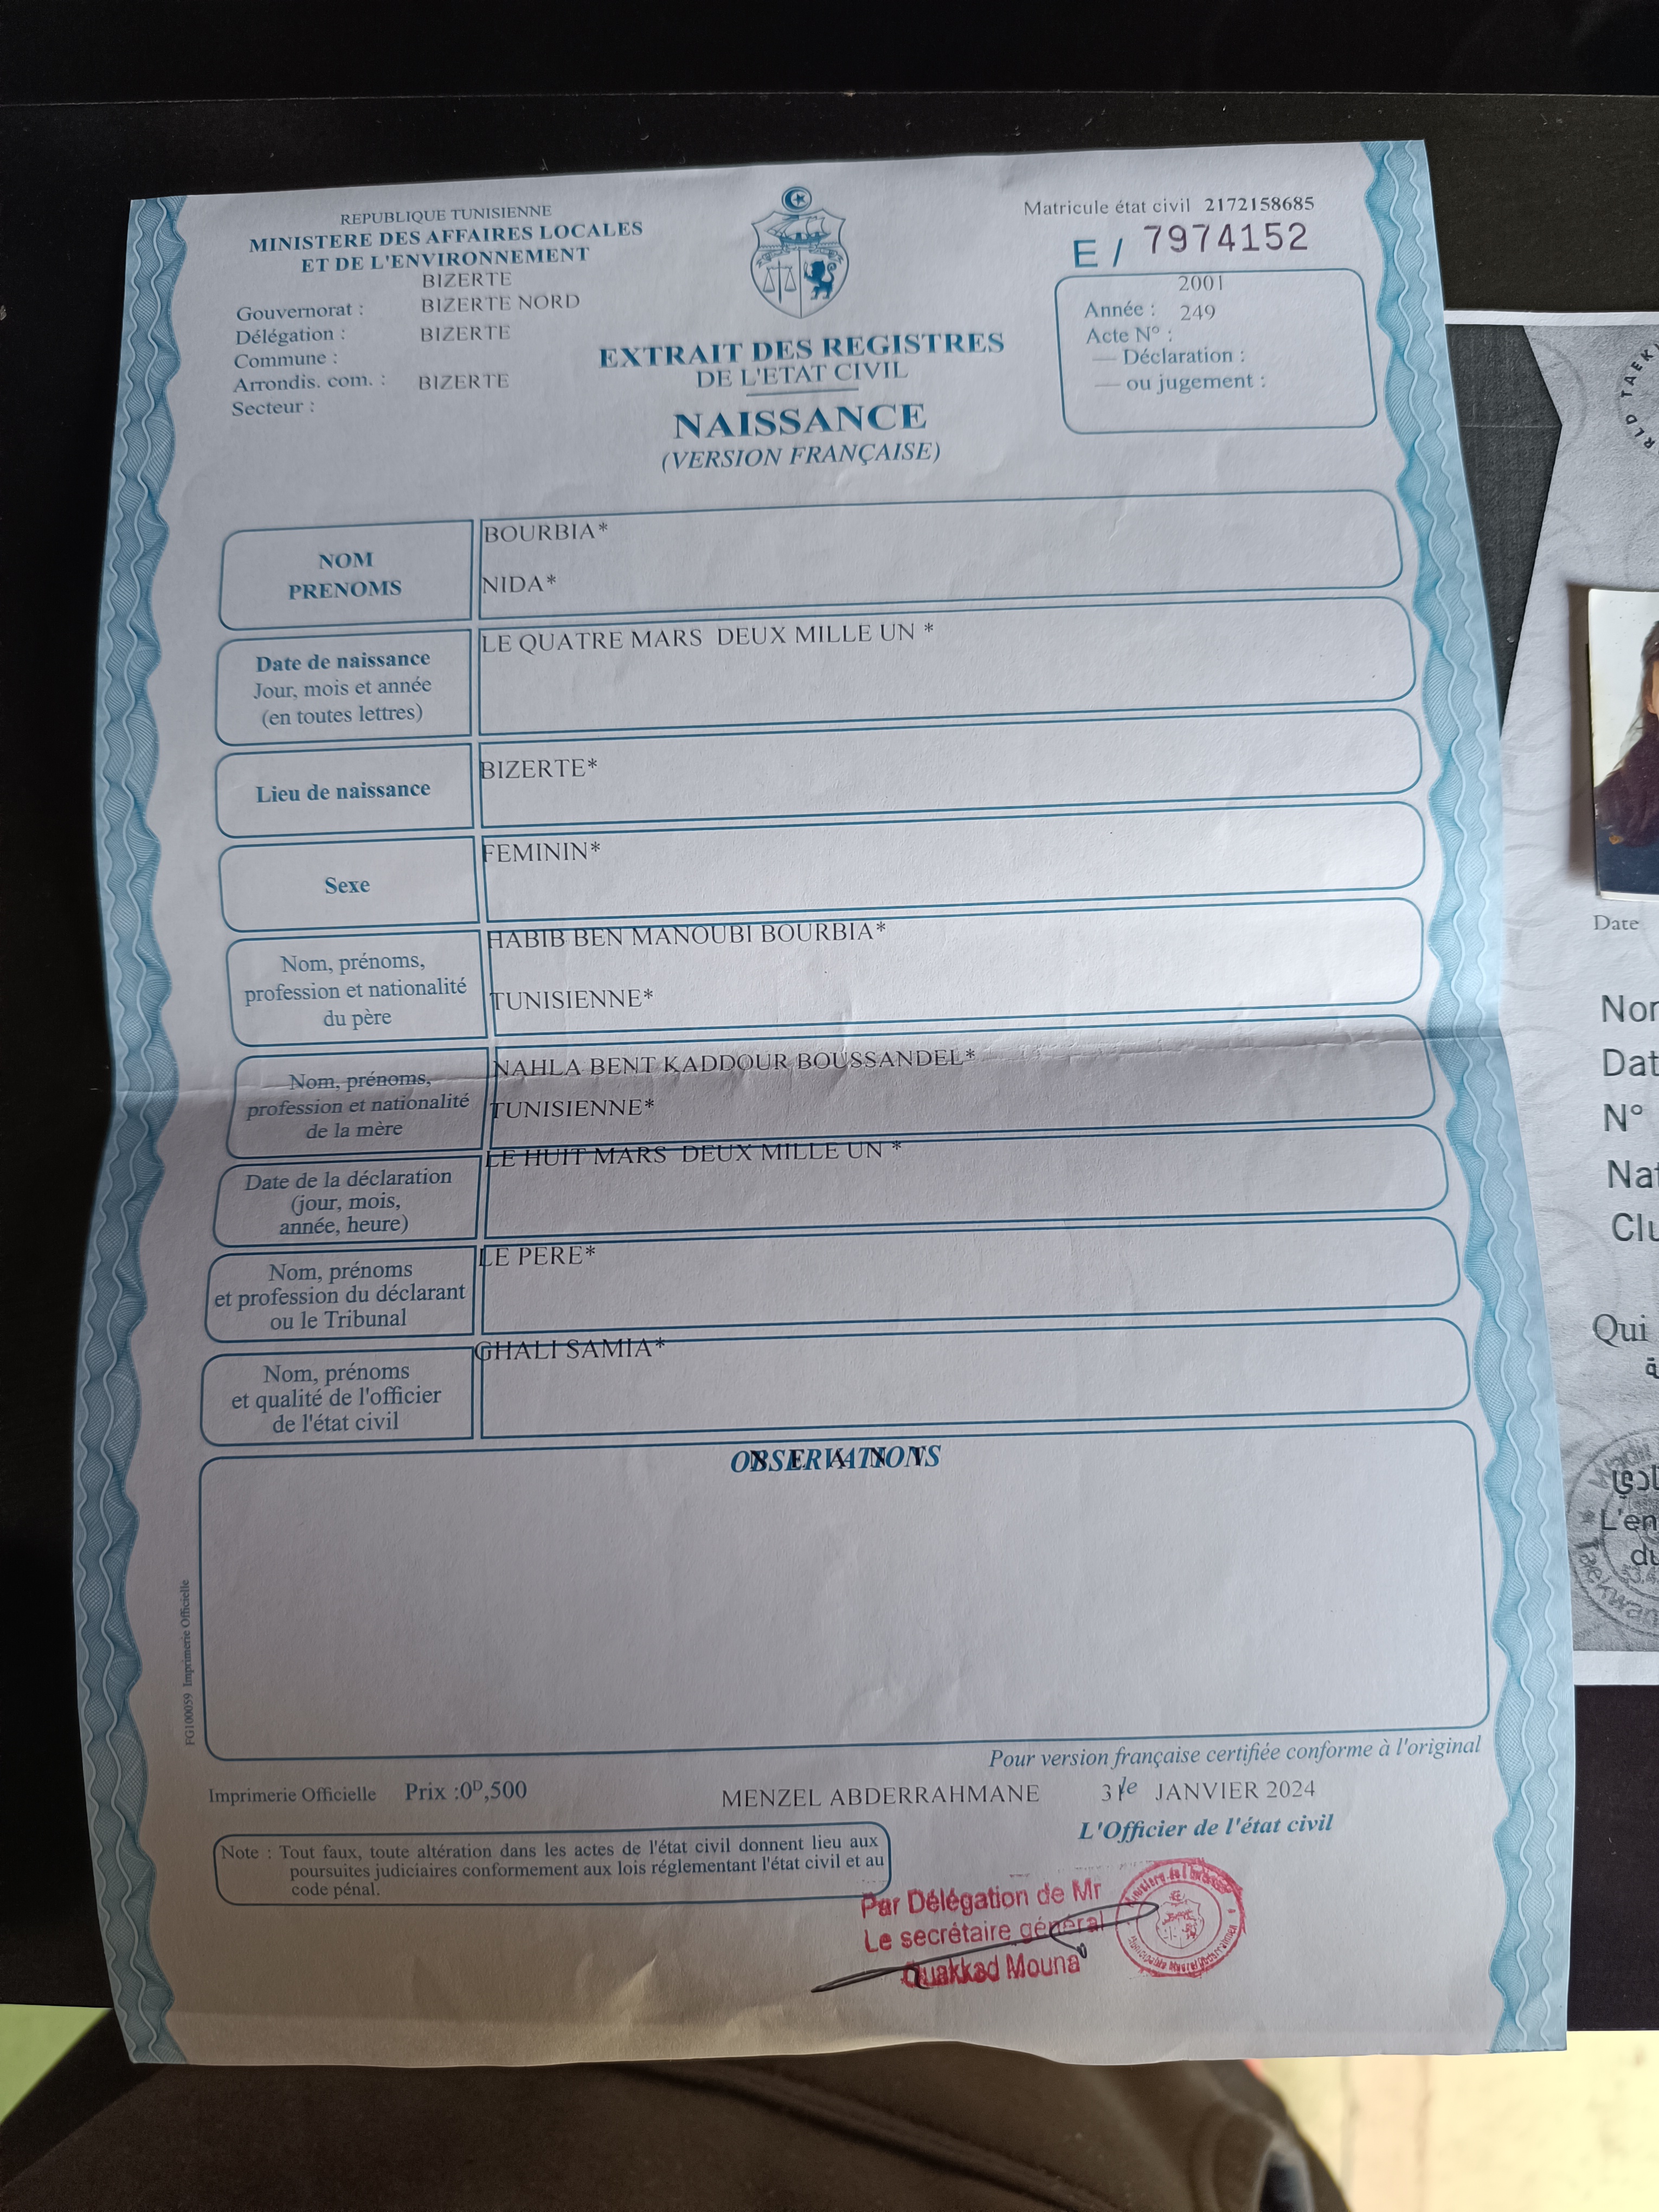 REPUBLIQUE TUNISIENNE
MINISTERE DES AFFAIRES LOCALES
ET DE L'ENVIRONNEMENT
BIZERTE
Gouvernorat : BIZERTE NORD
Délégation : BIZERTE
Commune :
Arrondis. com. : BIZERTE
Secteur :
EXTRAIT DES REGISTRES
DE L'ETAT CIVIL
NAISSANCE
(VERSION FRANÇAISE)
Matricule état civil 2172158685
E / 7974152
2001
Année : 249
Acte N° :
— Déclaration :
— ou jugement :
NOM
PRENOMS
BOURBIA*
NIDA*
Date de naissance
Jour, mois et année
(en toutes lettres)
LE QUATRE MARS DEUX MILLE UN *
Lieu de naissance
BIZERTE*
Sexe
FEMININ*
Nom, prénoms,
profession et nationalité
du père
HABIB BEN MANOUBI BOURBIA*
TUNISIENNE*
Nom, prénoms,
profession et nationalité
de la mère
NAHLA BENT KADDOUR BOUSSANDEL*
TUNISIENNE*
Date de la déclaration
(jour, mois,
année, heure)
LE HUIT MARS DEUX MILLE UN *
Nom, prénoms
et profession du déclarant
ou le Tribunal
LE PERE*
Nom, prénoms
et qualité de l'officier
de l'état civil
GHALI SAMIA*
OBSERVATIONS
N E A N T
FG100059 Imprimerie Officielle
Pour version française certifiée conforme à l'original
Imprimerie Officielle Prix :0ᴰ,500
MENZEL ABDERRAHMANE 31 le JANVIER 2024
L'Officier de l'état civil
Note : Tout faux, toute altération dans les actes de l'état civil donnent lieu aux
poursuites judiciaires conformement aux lois réglementant l'état civil et au
code pénal.
Par Délégation de Mr
Le secrétaire général
Ouakkad Mouna
Date
N°
Qui